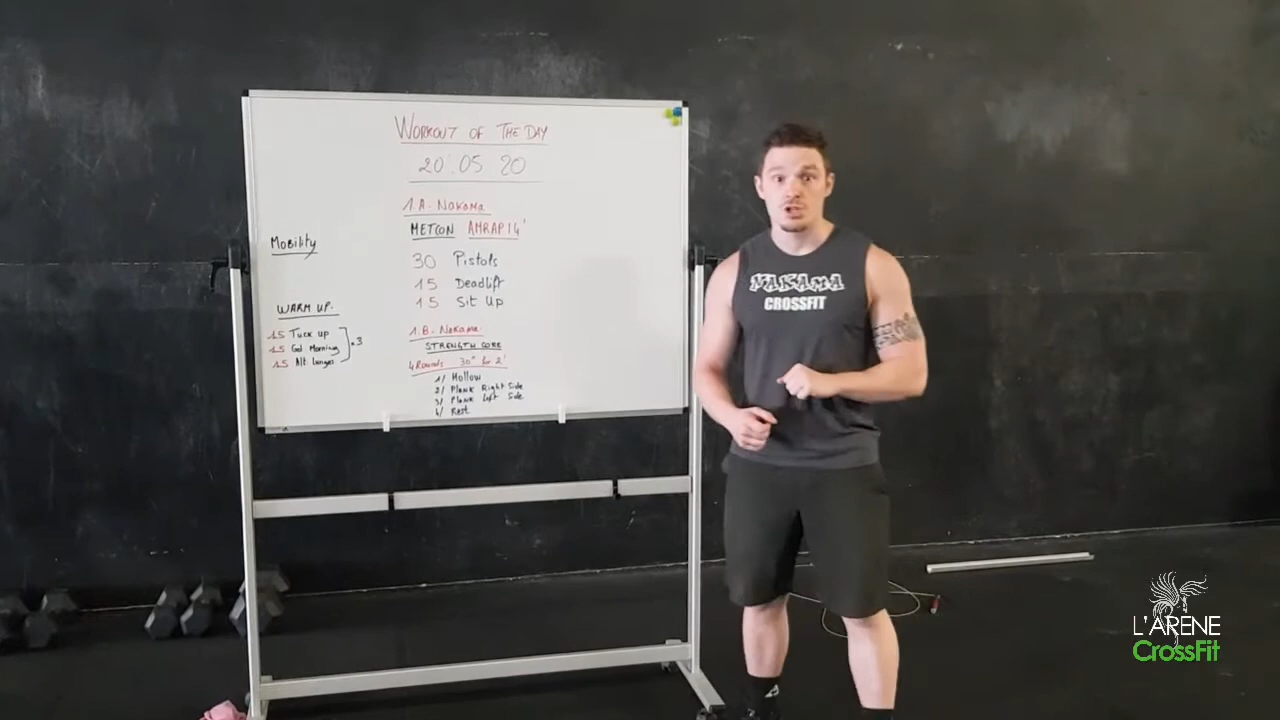 WORKOUT OF THE DAY
20.05 20
1.A. Nakama
METCON AMRAP 14'
30 Pistols
15 Deadlift
15 Sit Up
1.B. Nakama
STRENGTH CORE
4 Rounds 30" for 2'
1/ Hollow
2/ Plank Right Side
3/ Plank Left Side
4/ Rest
Mobility
WARM UP.
15 Tuck up
15 Gd Morning
15 Alt Lunges
x3
NAKAMA
CROSSFIT
L'ARENE
CrossFit